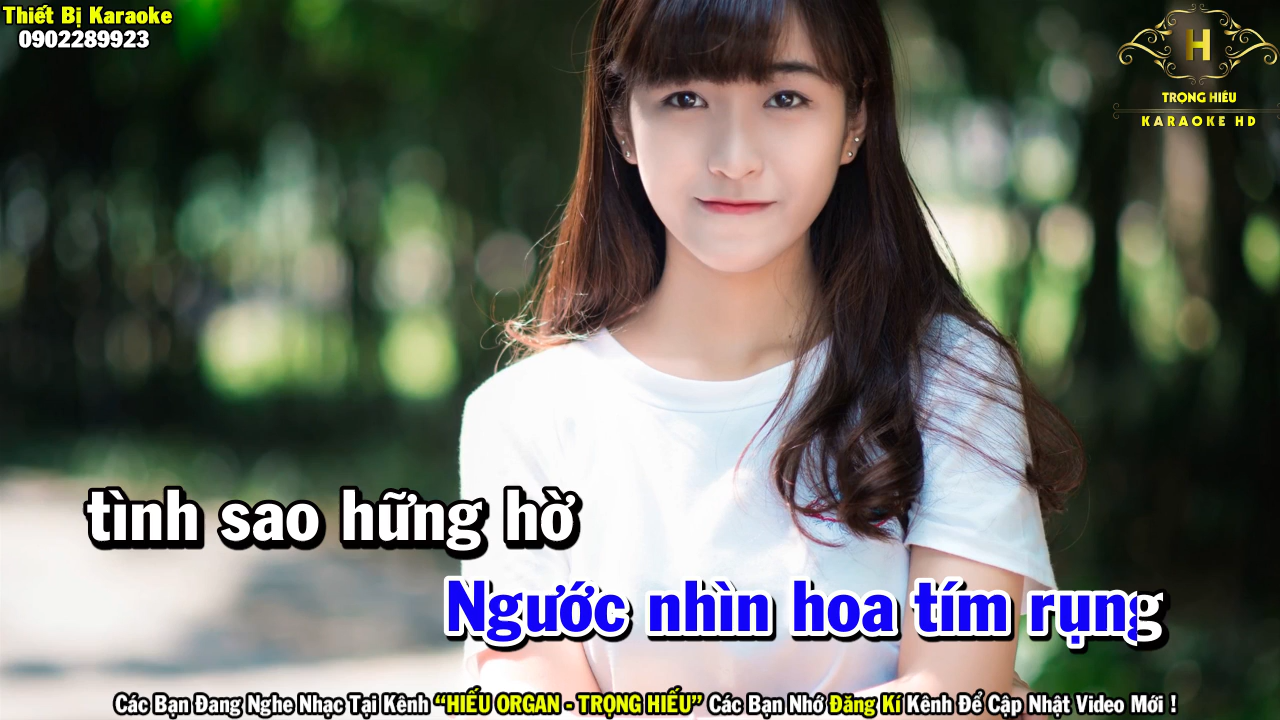 Thiết Bị Karaoke
0902289923
H
TRỌNG HIẾU
KARAOKE HD
tình sao hững hờ
Ngước nhìn hoa tím rụng
Các Bạn Đang Nghe Nhạc Tại Kênh “HIẾU ORGAN - TRỌNG HIẾU” Các Bạn Nhớ Đăng Kí Kênh Để Cập Nhật Video Mới !